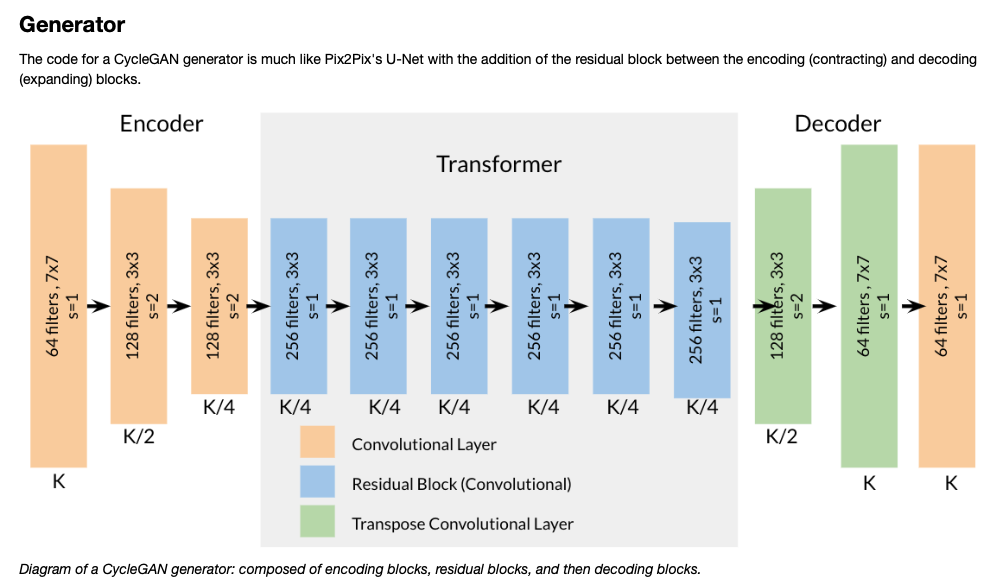 Generator
The code for a CycleGAN generator is much like Pix2Pix's U-Net with the addition of the residual block between the encoding (contracting) and decoding
(expanding) blocks.
Encoder
Transformer
Decoder
64 filters, 7x7
s=1
K
128 filters, 3x3
s=2
K/2
128 filters, 3x3
s=2
K/4
256 filters, 3x3
s=1
K/4
256 filters, 3x3
s=1
K/4
256 filters, 3x3
s=1
K/4
256 filters, 3x3
s=1
K/4
256 filters, 3x3
s=1
K/4
256 filters, 3x3
s=1
K/4
128 filters, 3x3
s=2
K/2
64 filters, 7x7
s=1
K
64 filters, 7x7
s=1
K
Convolutional Layer
Residual Block (Convolutional)
Transpose Convolutional Layer
Diagram of a CycleGAN generator: composed of encoding blocks, residual blocks, and then decoding blocks.